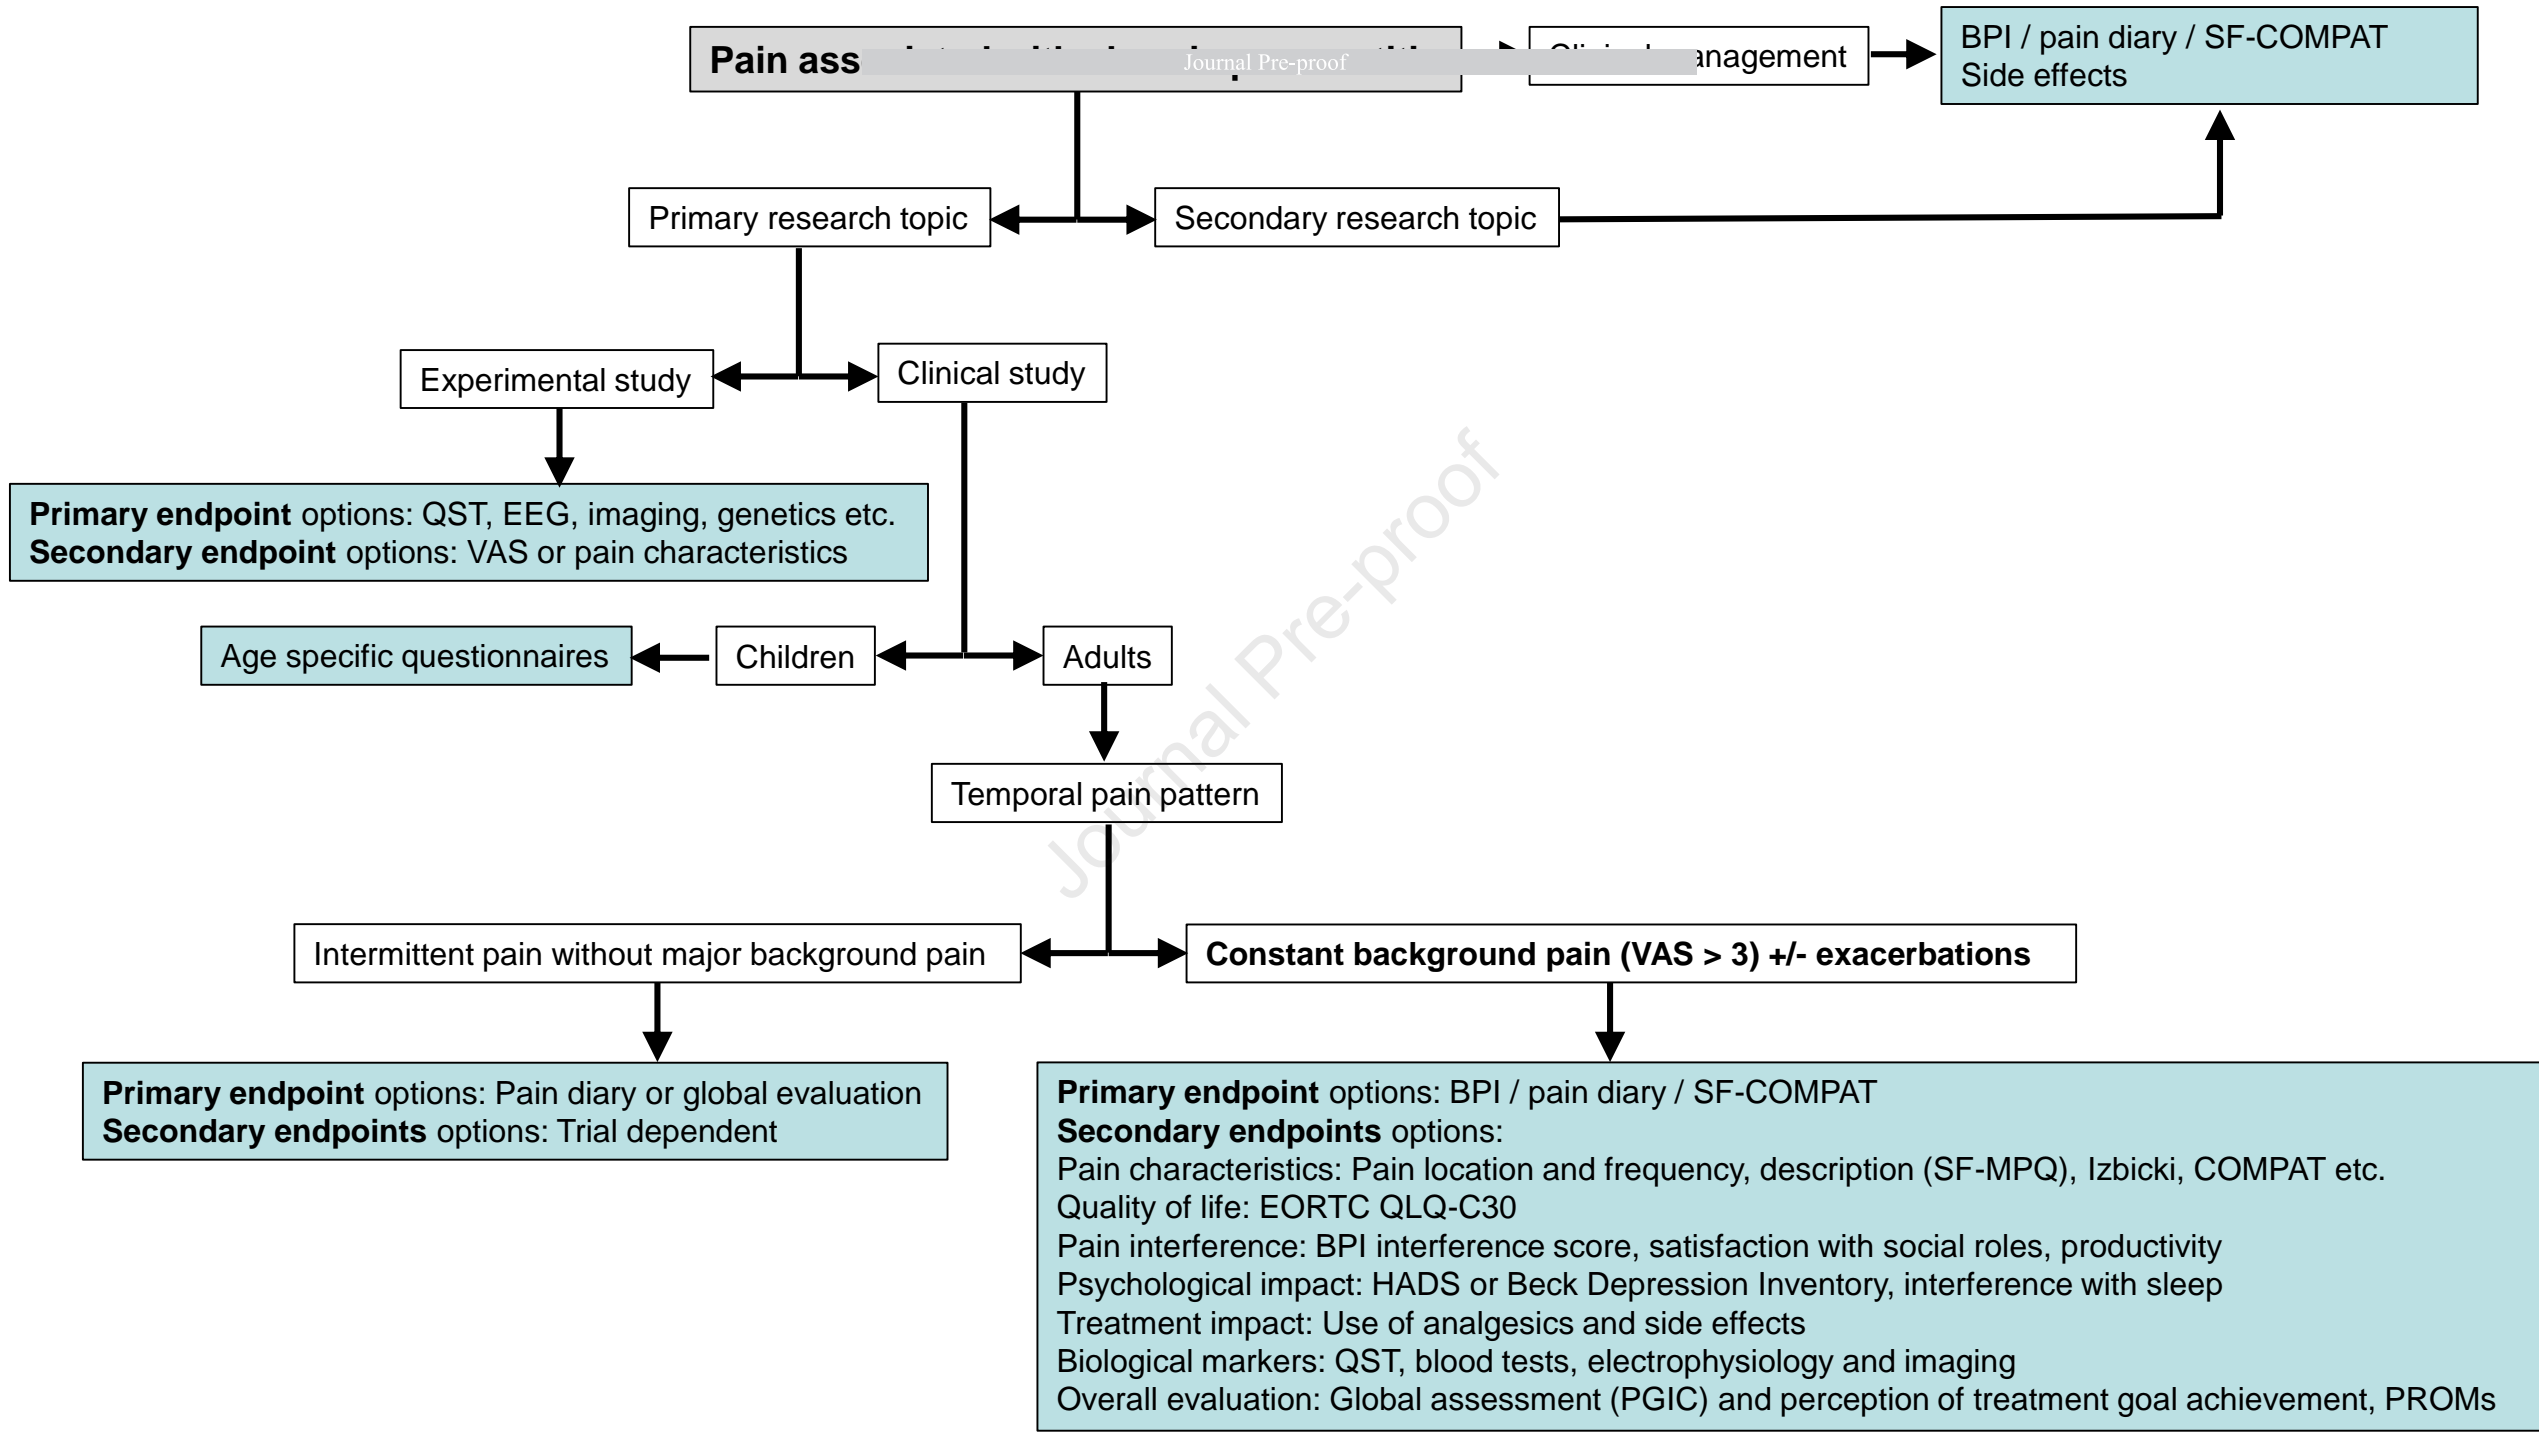 Pain ass
Journal Pre-proof
anagement
BPI / pain diary / SF-COMPAT
Side effects
Primary research topic
Secondary research topic
Experimental study
Clinical study
Primary endpoint options: QST, EEG, imaging, genetics etc.
Secondary endpoint options: VAS or pain characteristics
Age specific questionnaires
Children
Adults
Journal Pre-proof
Temporal pain pattern
Intermittent pain without major background pain
Constant background pain (VAS > 3) +/- exacerbations
Primary endpoint options: Pain diary or global evaluation
Secondary endpoints options: Trial dependent
Primary endpoint options: BPI / pain diary / SF-COMPAT
Secondary endpoints options:
Pain characteristics: Pain location and frequency, description (SF-MPQ), Izbicki, COMPAT etc.
Quality of life: EORTC QLQ-C30
Pain interference: BPI interference score, satisfaction with social roles, productivity
Psychological impact: HADS or Beck Depression Inventory, interference with sleep
Treatment impact: Use of analgesics and side effects
Biological markers: QST, blood tests, electrophysiology and imaging
Overall evaluation: Global assessment (PGIC) and perception of treatment goal achievement, PROMs